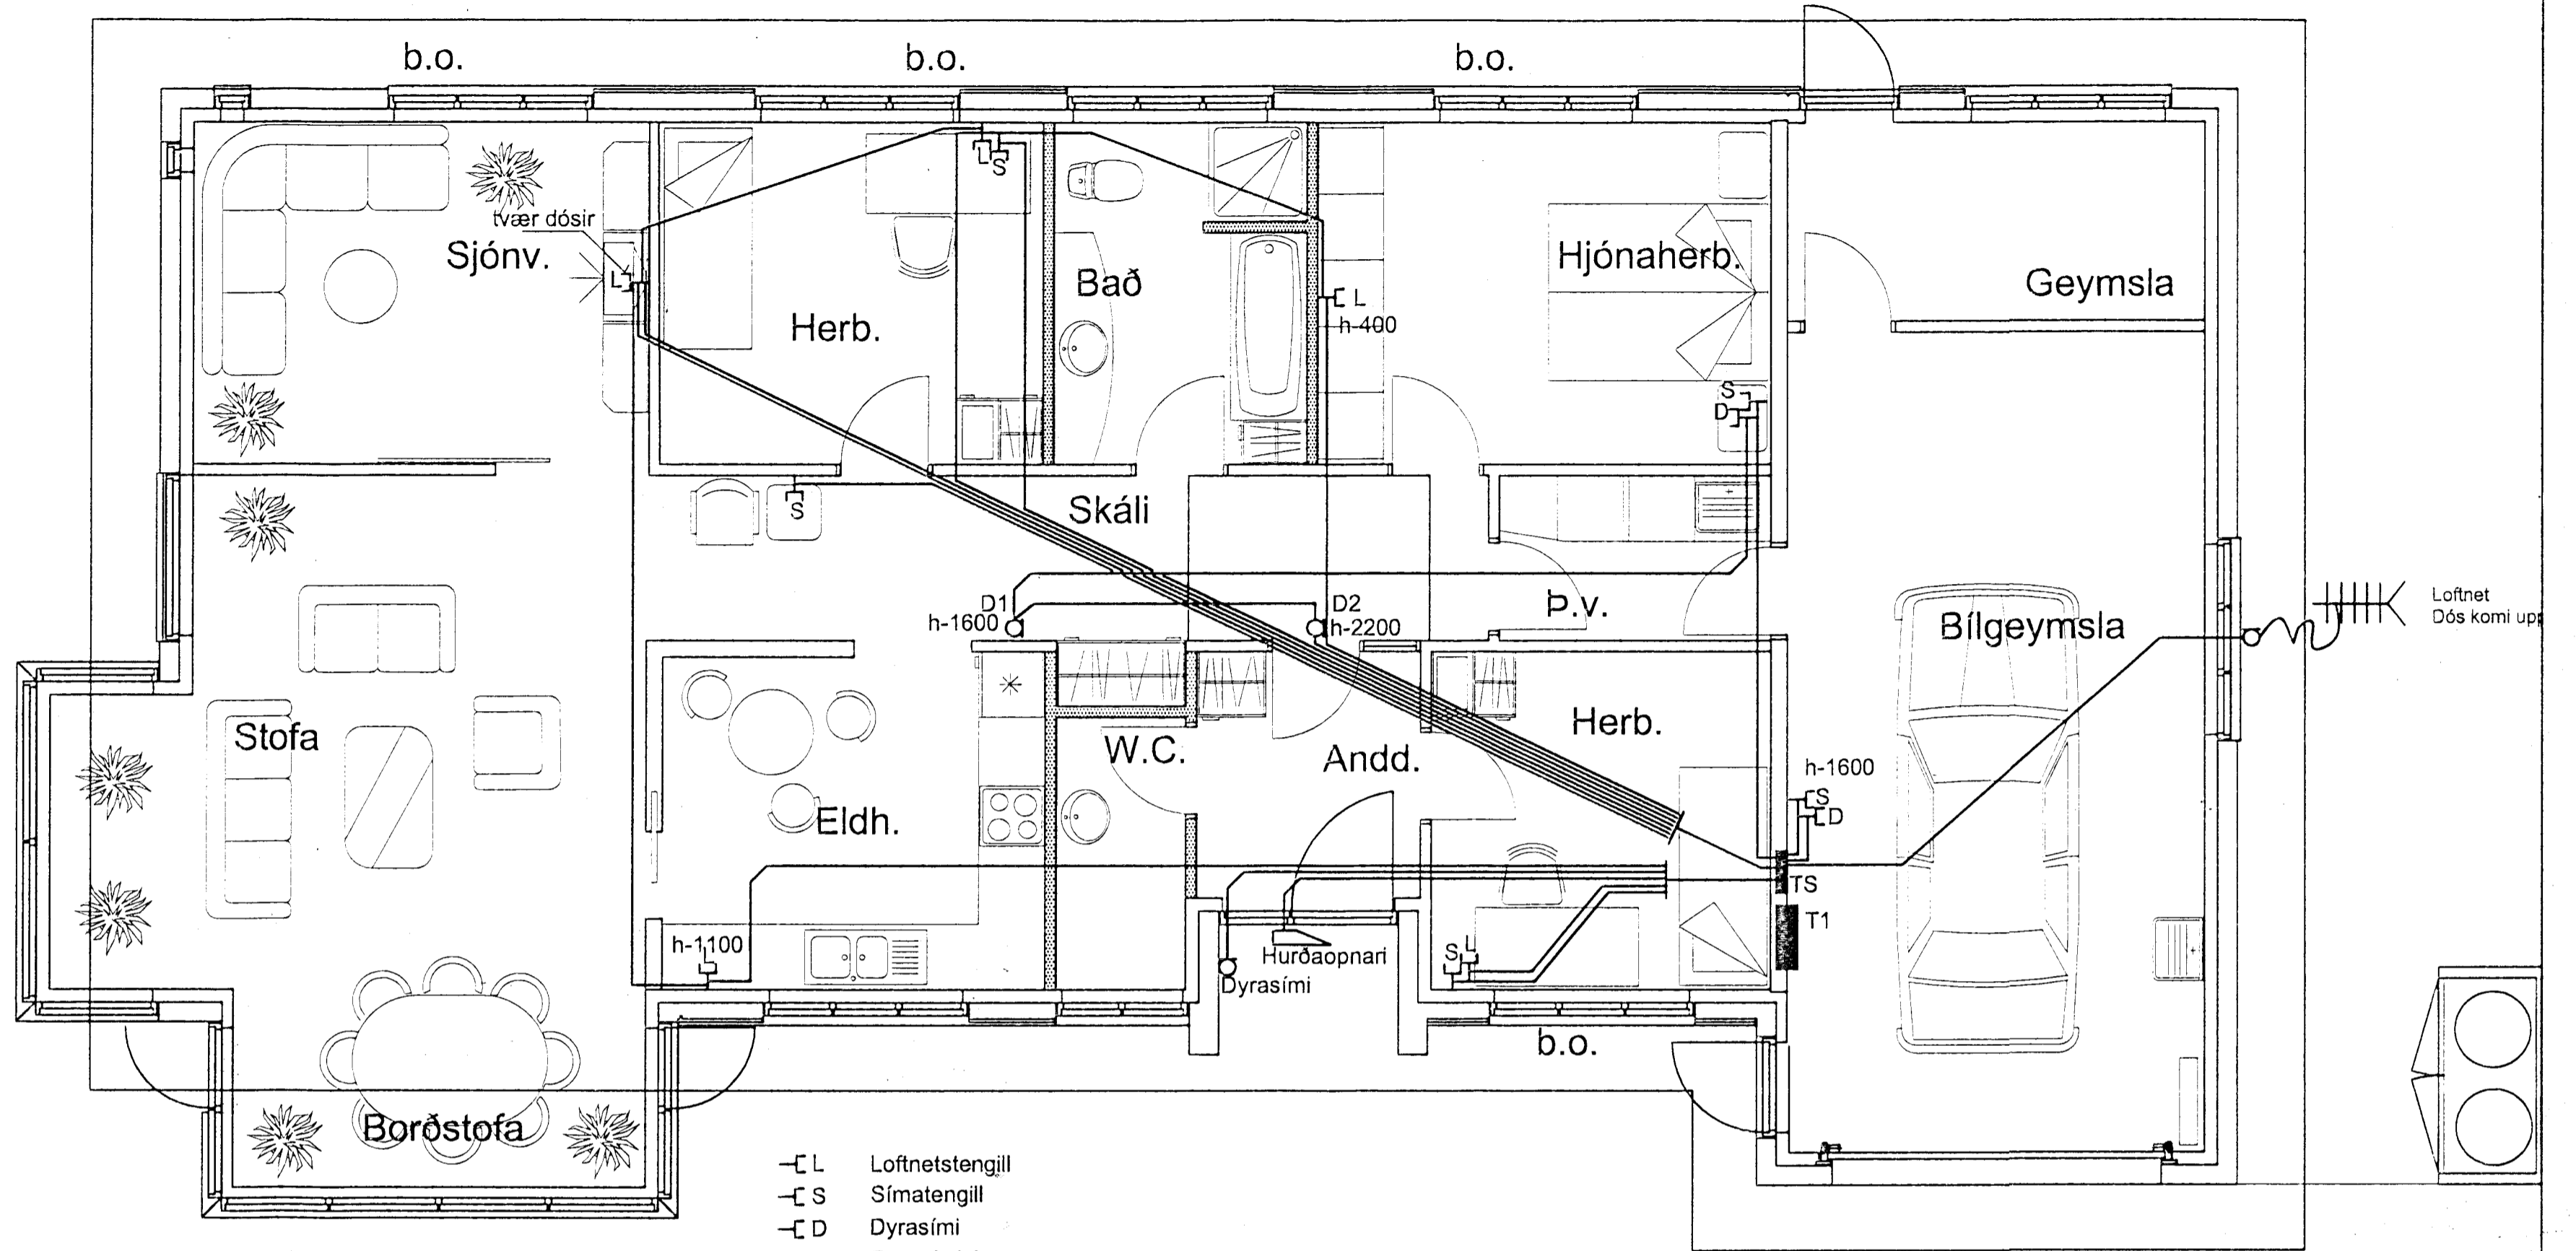 b.o.
b.o.
b.o.
L
S
tvær dósir
Sjónv.
L
Herb.
Bað
L
h-400
Hjónaherb.
Geymsla
S
D
S
Skáli
D1
h-1600
D2
h-2200
Þ.v.
Bílgeymsla
Loftnet
Dós komi upp
Stofa
W.C.
Andd.
Herb.
h-1600
S
D
Eldh.
TS
T1
h-1100
L
Hurðaopnari
Dyrasími
S
L
b.o.
Borðstofa
L Loftnetstengill
S Símatengill
D Dyrasími